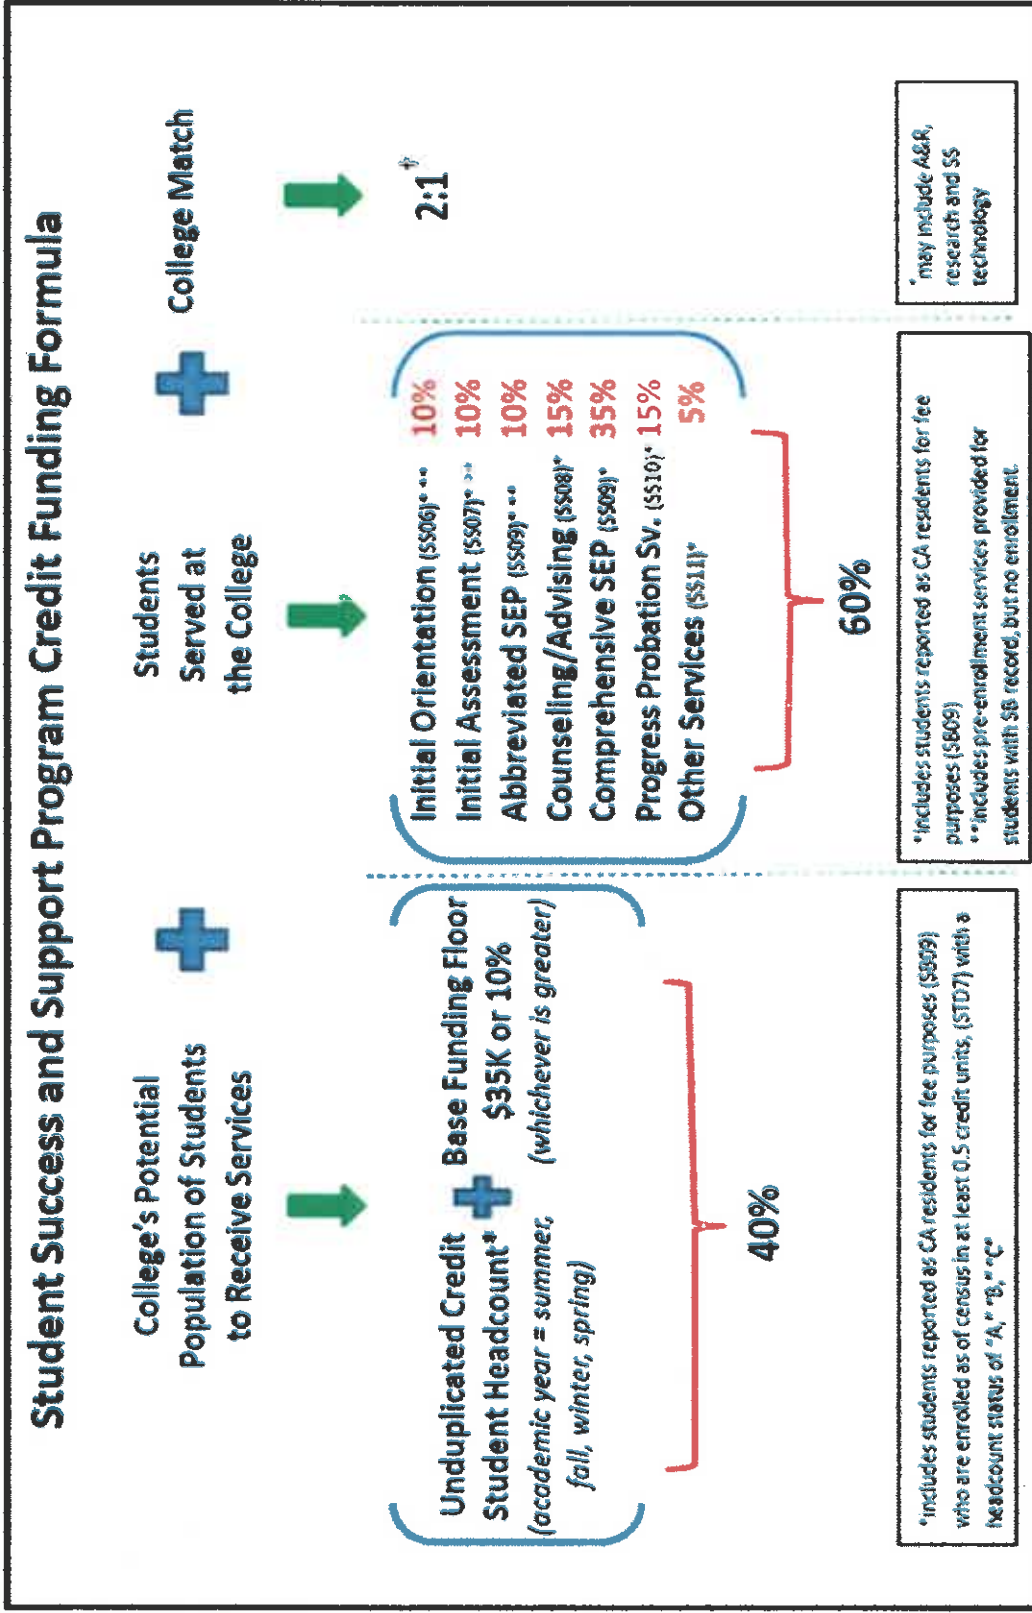 Student Success and Support Program Credit Funding Formula
College's Potential
Population of Students
to Receive Services
Students
Served at
the College
College Match
Unduplicated Credit
Student Headcount*
(academic year = summer,
fall, winter, spring)
Base Funding Floor
$35K or 10%
(whichever is greater)
40%
Initial Orientation (SS06)* ** 10%
Initial Assessment (SS07)* ** 10%
Abbreviated SEP (SS09)* ** 10%
Counseling/Advising (SS08)* 15%
Comprehensive SEP (SS09)* 35%
Progress Probation Sv. (SS10)* 15%
Other Services (SS11)* 5%
60%
2:1*
*Includes students reported as CA residents for fee purposes (SB09)
who are enrolled as of census in at least 0.5 credit units, (STD7) with a
headcount status of "A," "B," "C"
*Includes students reported as CA residents for fee
purposes (SB09)
**Includes pre-enrollment services provided for
students with SB record, but no enrollment.
*may include A&R,
research and SS
technology